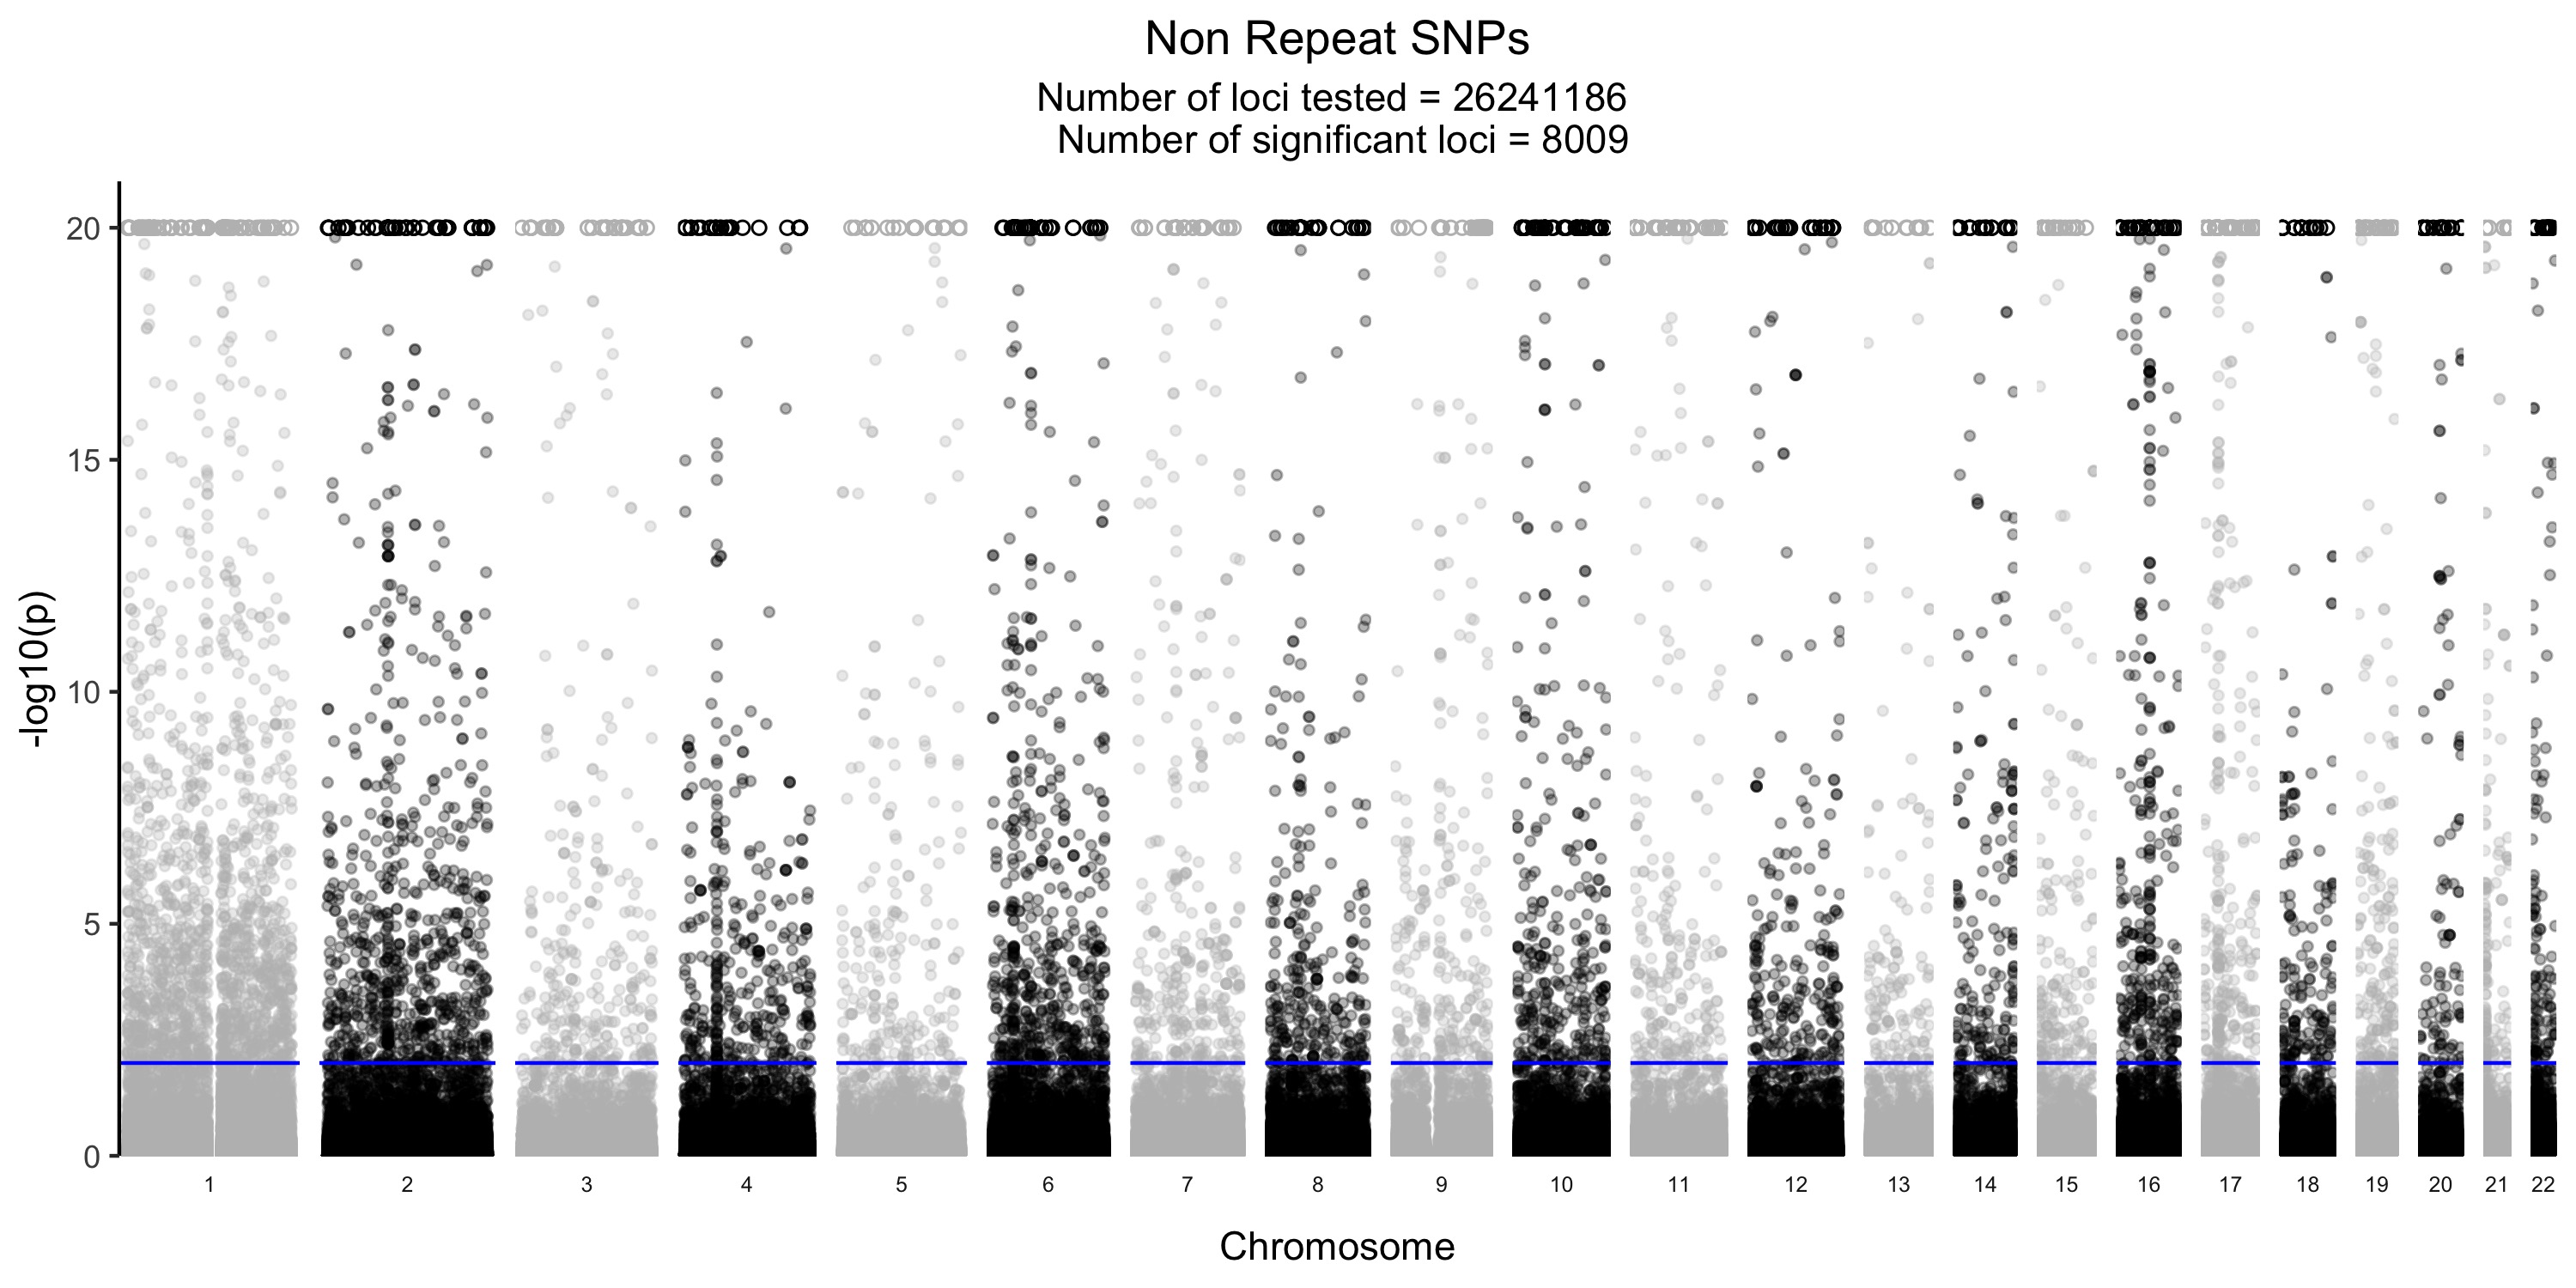 Non Repeat SNPs
Number of loci tested = 26241186
Number of significant loci = 8009
20
15
10
5
0
-log10(p)
1 2 3 4 5 6 7 8 9 10 11 12 13 14 15 16 17 18 19 20 21 22
Chromosome